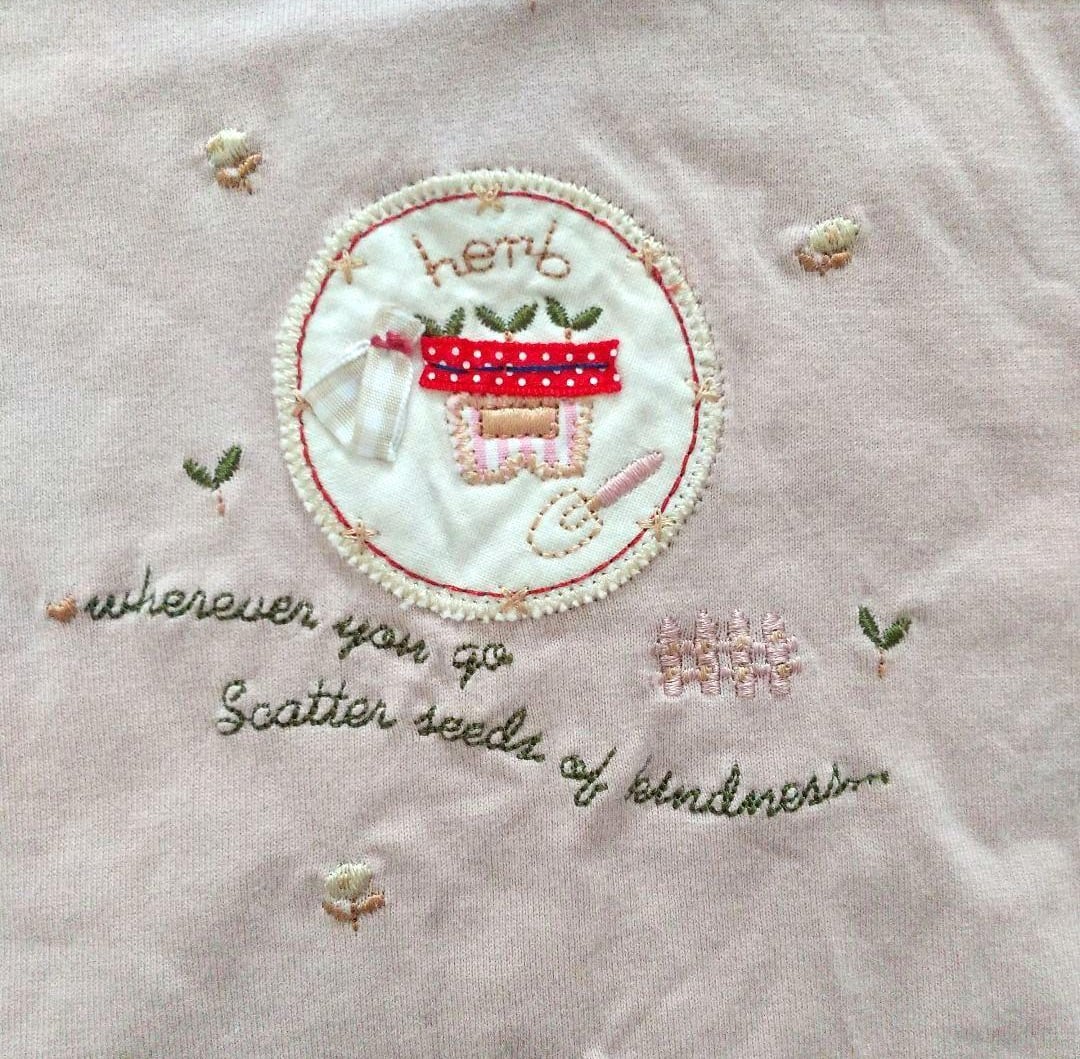 herb
wherever you go
Scatter seeds of kindness